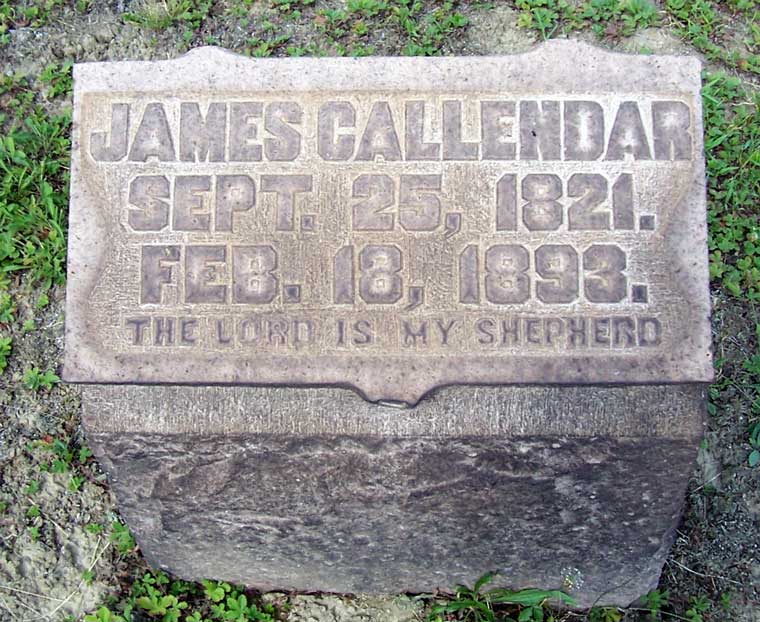 JAMES CALLENDAR
SEPT. 25, 1821.
FEB. 18, 1893.
THE LORD IS MY SHEPHERD